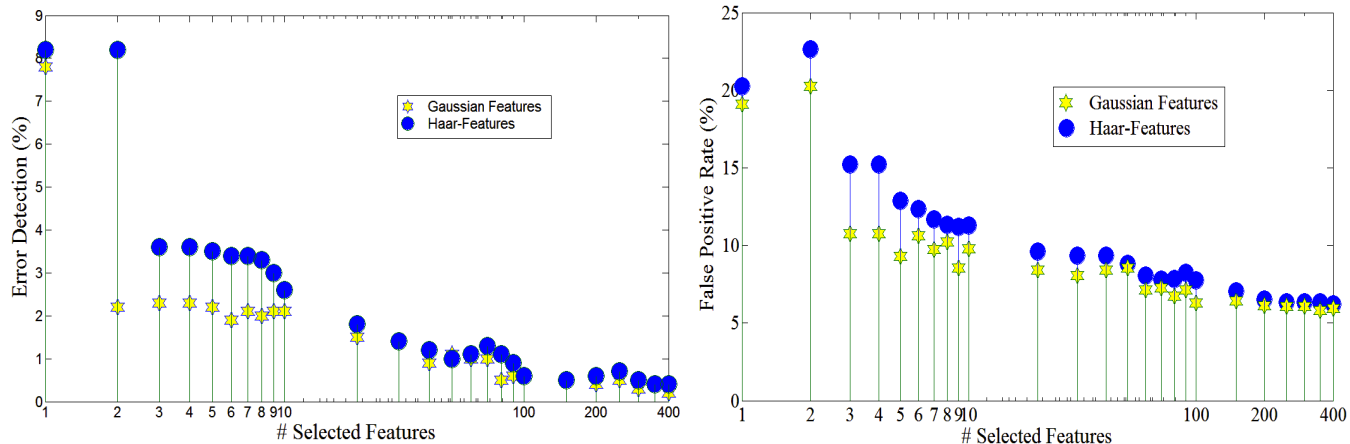 9
8
7
6
5
4
3
2
1
0
Error Detection (%)
Gaussian Features
Haar-Features
1 2 3 4 5 6 7 8 9 10 100 200 400
# Selected Features
25
20
15
10
5
0
False Positive Rate (%)
Gaussian Features
Haar-Features
1 2 3 4 5 6 7 8 9 10 100 200 400
# Selected Features